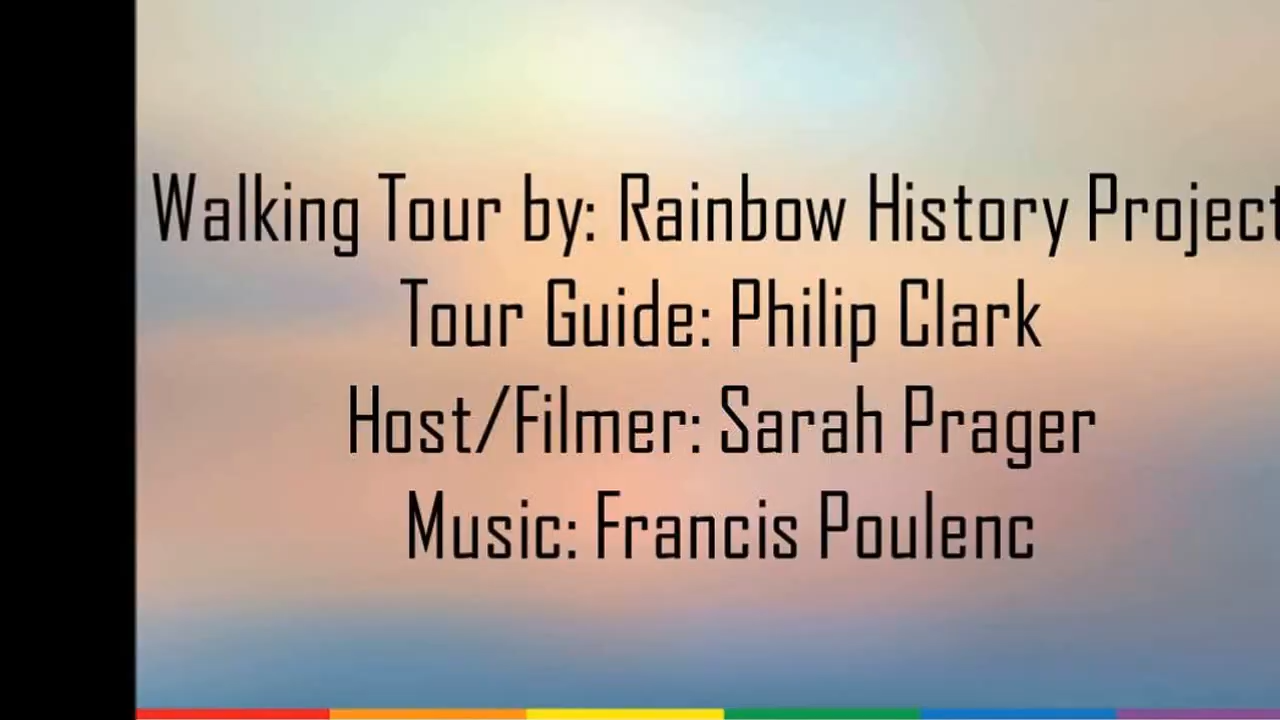 Walking Tour by: Rainbow History Project
Tour Guide: Philip Clark
Host/Filmer: Sarah Prager
Music: Francis Poulenc